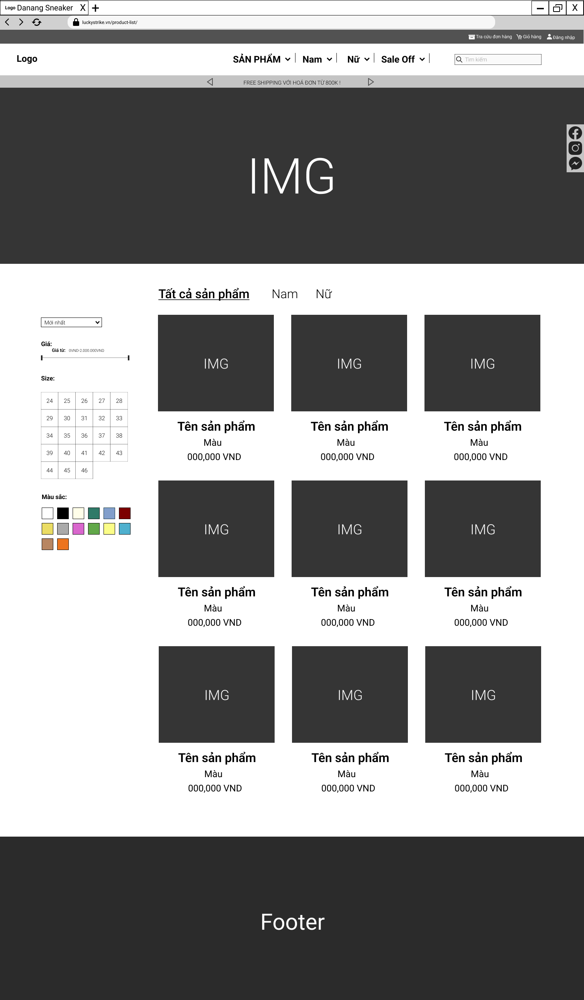 Logo Danang Sneaker X
X
luckystrike.vn/product-list/
Tra cứu đơn hàng Giỏ hàng Đăng nhập
Logo SẢN PHẨM Nam Nữ Sale Off Tìm kiếm
FREE SHIPPING VỚI HOÁ ĐƠN TỪ 800K !
IMG
Tất cả sản phẩm Nam Nữ
Mới nhất
Giá:
Giá từ: 0VND-2.000.000VND
Size:
24 25 26 27 28
29 30 31 32 33
34 35 36 37 38
39 40 41 42 43
44 45 46
Màu sắc:
IMG IMG IMG
Tên sản phẩm Tên sản phẩm Tên sản phẩm
Màu Màu Màu
000,000 VND 000,000 VND 000,000 VND
IMG IMG IMG
Tên sản phẩm Tên sản phẩm Tên sản phẩm
Màu Màu Màu
000,000 VND 000,000 VND 000,000 VND
IMG IMG IMG
Tên sản phẩm Tên sản phẩm Tên sản phẩm
Màu Màu Màu
000,000 VND 000,000 VND 000,000 VND
Footer